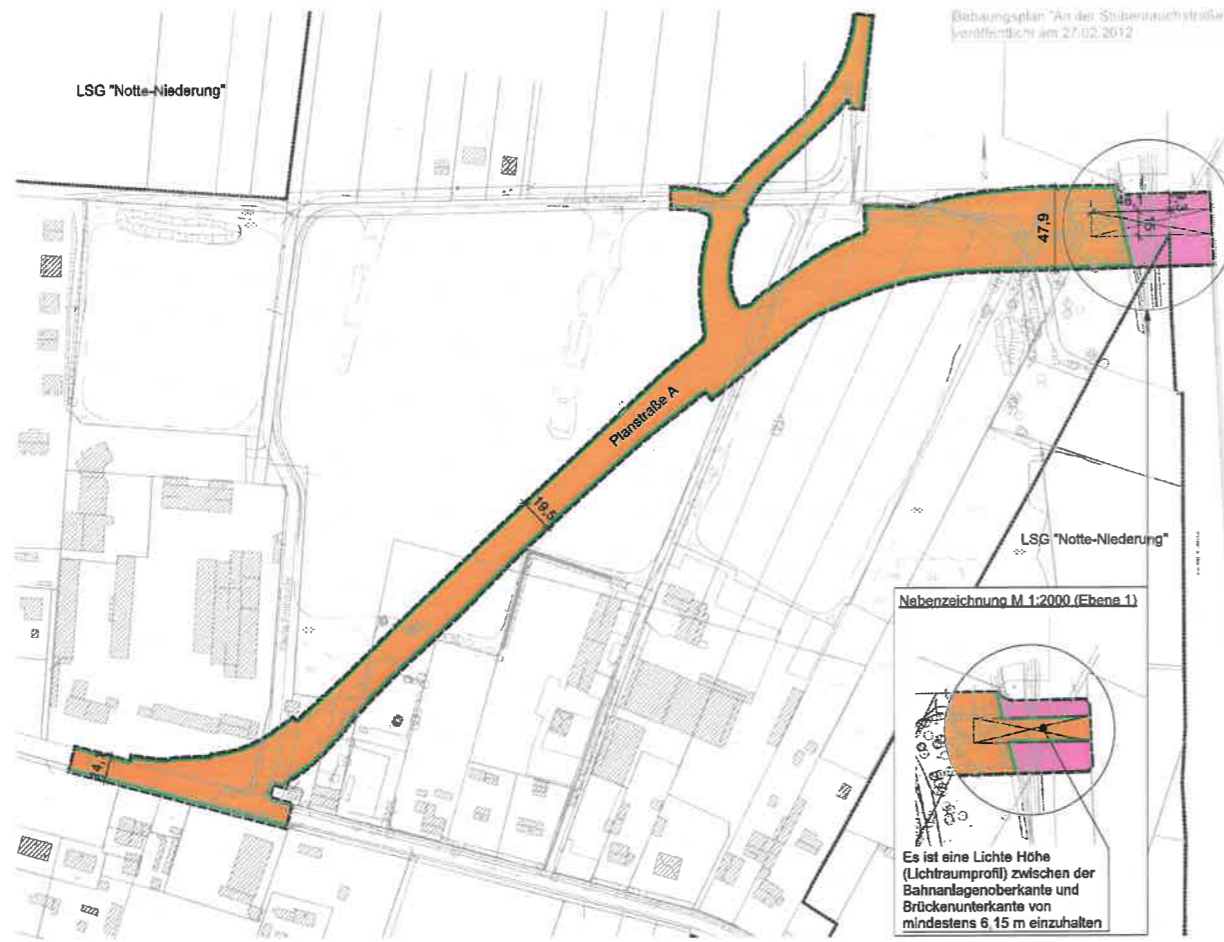 Bebauungsplan "An der Stubenrauchstraße
veröffentlicht am 27.02.2012
LSG "Notte-Niederung"
47,9
15
Planstraße A
19,5
LSG "Notte-Niederung"
Nebenzeichnung M 1:2000 (Ebene 1)
Es ist eine Lichte Höhe
(Lichtraumprofil) zwischen der
Bahnanlagenoberkante und
Brückenunterkante von
mindestens 6,15 m einzuhalten